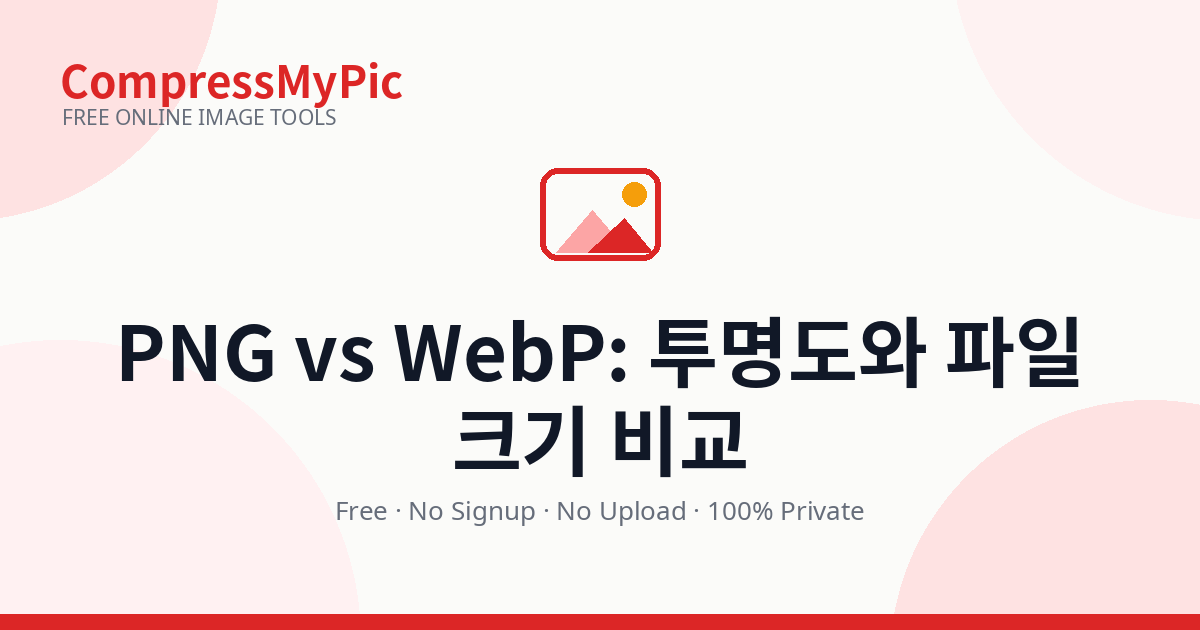 CompressMyPic
FREE ONLINE IMAGE TOOLS
PNG vs WebP: 투명도와 파일
크기 비교
Free · No Signup · No Upload · 100% Private